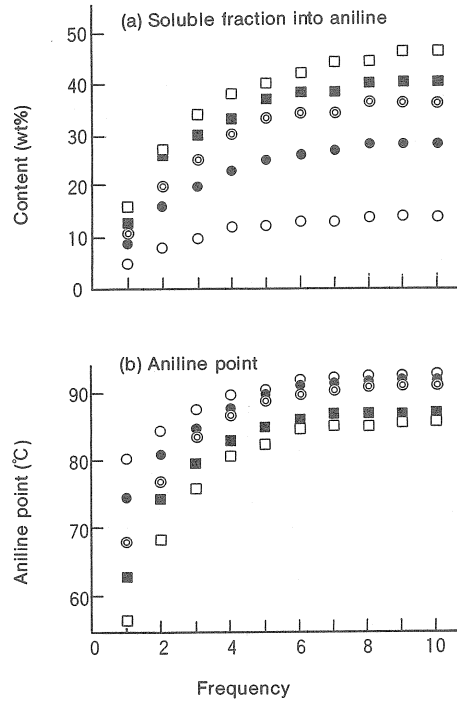 (a) Soluble fraction into aniline
50
40
30
20
10
0
Content (wt%)
(b) Aniline point
90
80
70
60
Aniline point (℃)
0 2 4 6 8 10
Frequency